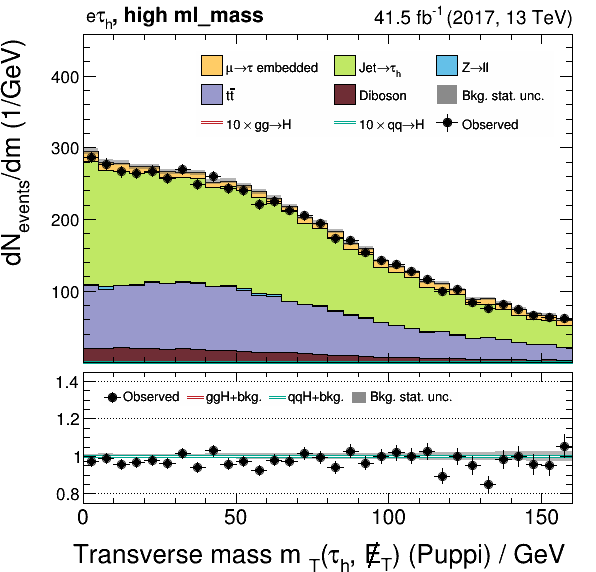 eτh, high ml_mass 41.5 fb⁻¹ (2017, 13 TeV)
dNevents/dm (1/GeV)
400
300
200
100
μ→τ embedded Jet→τh Z→ll
tt̄ Diboson Bkg. stat. unc.
10 × gg→H 10 × qq→H Observed
1.4
1.2
1
0.8
Observed ggH+bkg. qqH+bkg. Bkg. stat. unc.
0 50 100 150
Transverse mass m T(τh, E̸T) (Puppi) / GeV